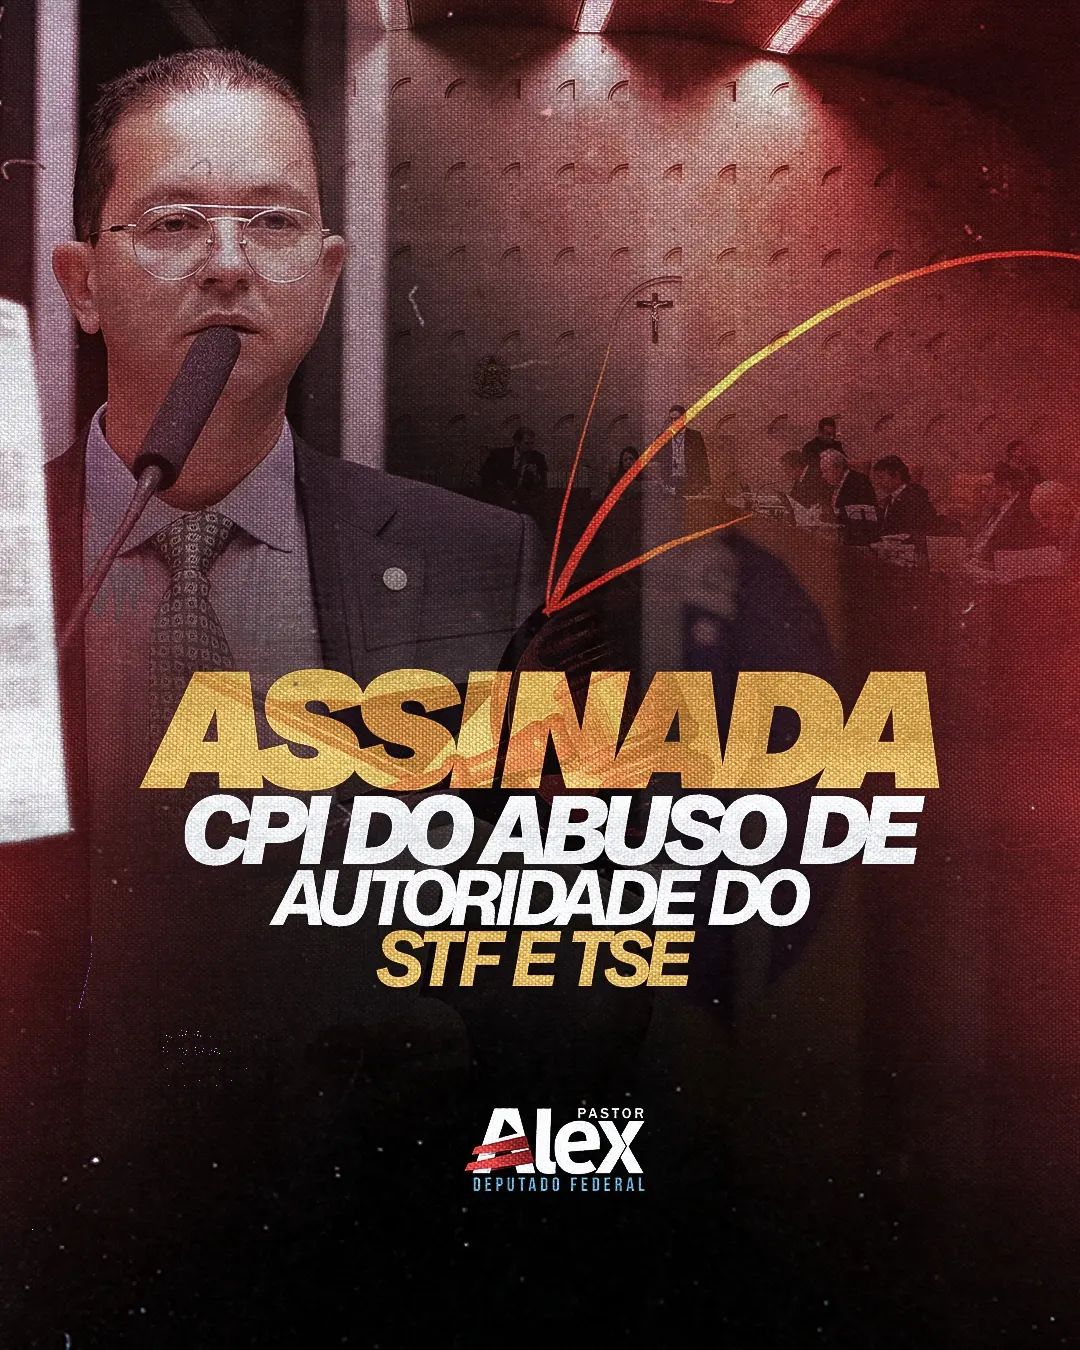 ASSINADA
CPI DO ABUSO DE
AUTORIDADE DO
STF E TSE
PASTOR
Alex
DEPUTADO FEDERAL